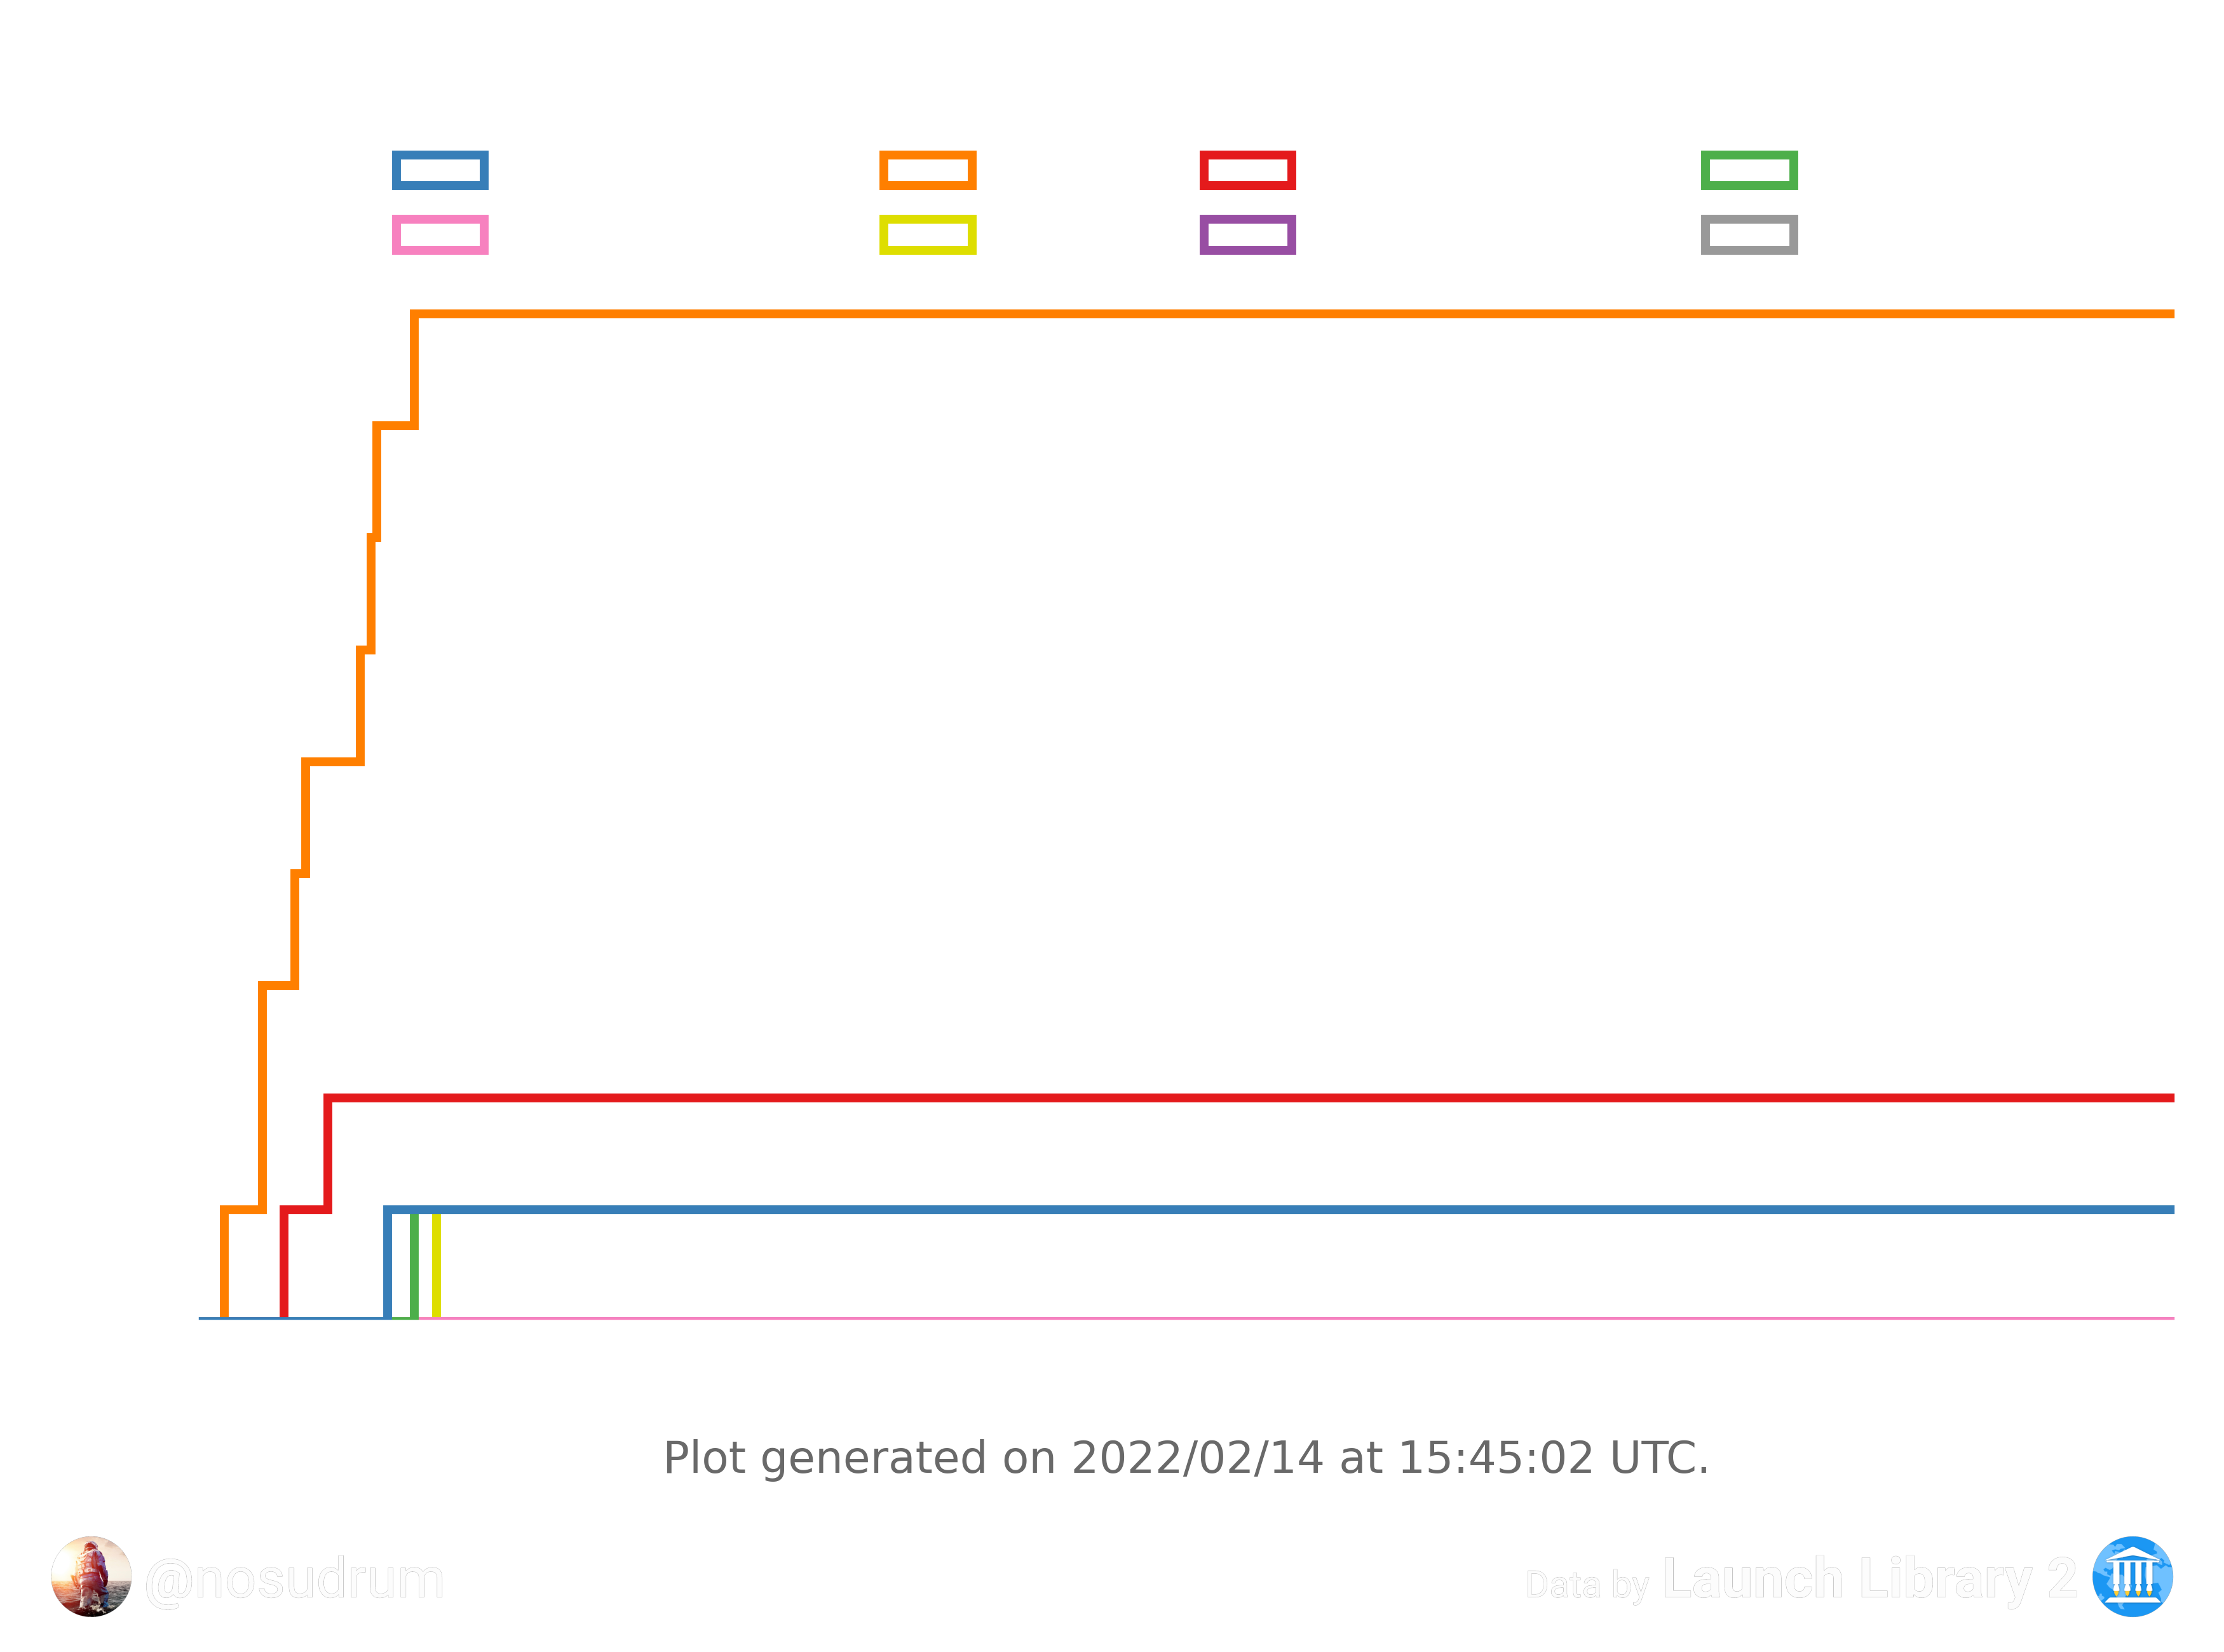 Plot generated on 2022/02/14 at 15:45:02 UTC.
@nosudrum
Data by Launch Library 2